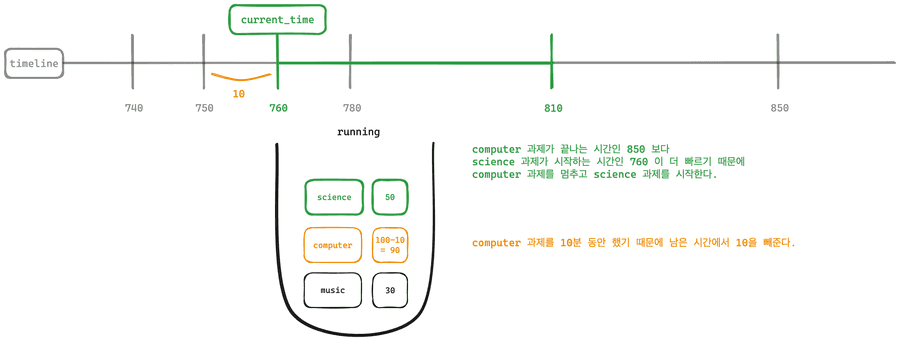 current_time
timeline
10
740
750
760
780
810
850
running
computer 과제가 끝나는 시간인 850 보다
science 과제가 시작하는 시간인 760 이 더 빠르기 때문에
computer 과제를 멈추고 science 과제를 시작한다.
science
50
computer
100-10
= 90
computer 과제를 10분 동안 했기 때문에 남은 시간에서 10을 빼준다.
music
30